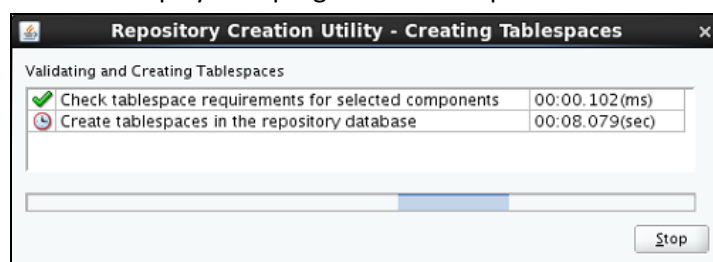 Repository Creation Utility - Creating Tablespaces
Validating and Creating Tablespaces
Check tablespace requirements for selected components 00:00.102(ms)
Create tablespaces in the repository database 00:08.079(sec)
Stop